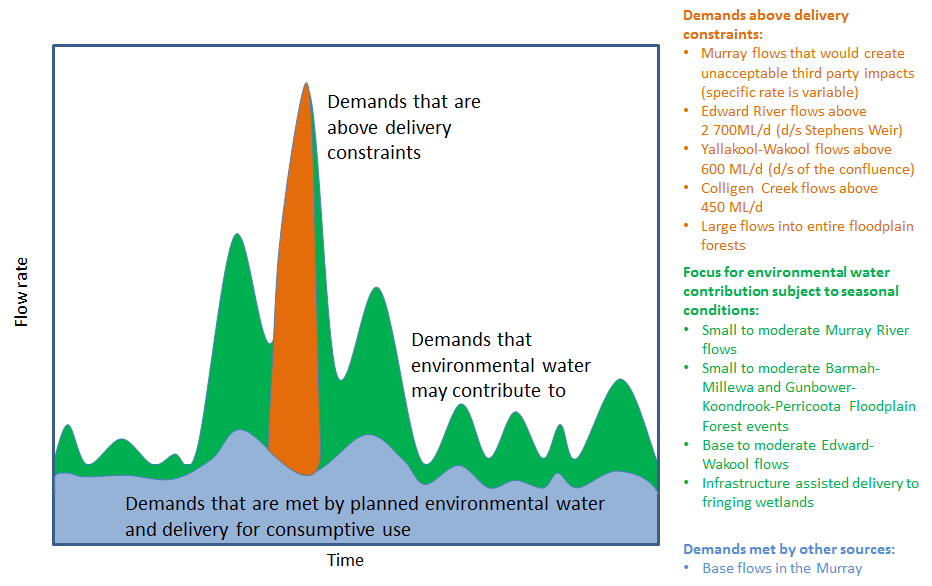 Demands that are
above delivery
constraints
Demands that
environmental water
may contribute to
Demands that are met by planned environmental water
and delivery for consumptive use
Flow rate
Time
Demands above delivery
constraints:
• Murray flows that would create
unacceptable third party impacts
(specific rate is variable)
• Edward River flows above
2 700ML/d (d/s Stephens Weir)
• Yallakool-Wakool flows above
600 ML/d (d/s of the confluence)
• Colligen Creek flows above
450 ML/d
• Large flows into entire floodplain
forests
Focus for environmental water
contribution subject to seasonal
conditions:
• Small to moderate Murray River
flows
• Small to moderate Barmah-
Millewa and Gunbower-
Koondrook-Perricoota Floodplain
Forest events
• Base to moderate Edward-
Wakool flows
• Infrastructure assisted delivery to
fringing wetlands
Demands met by other sources:
• Base flows in the Murray